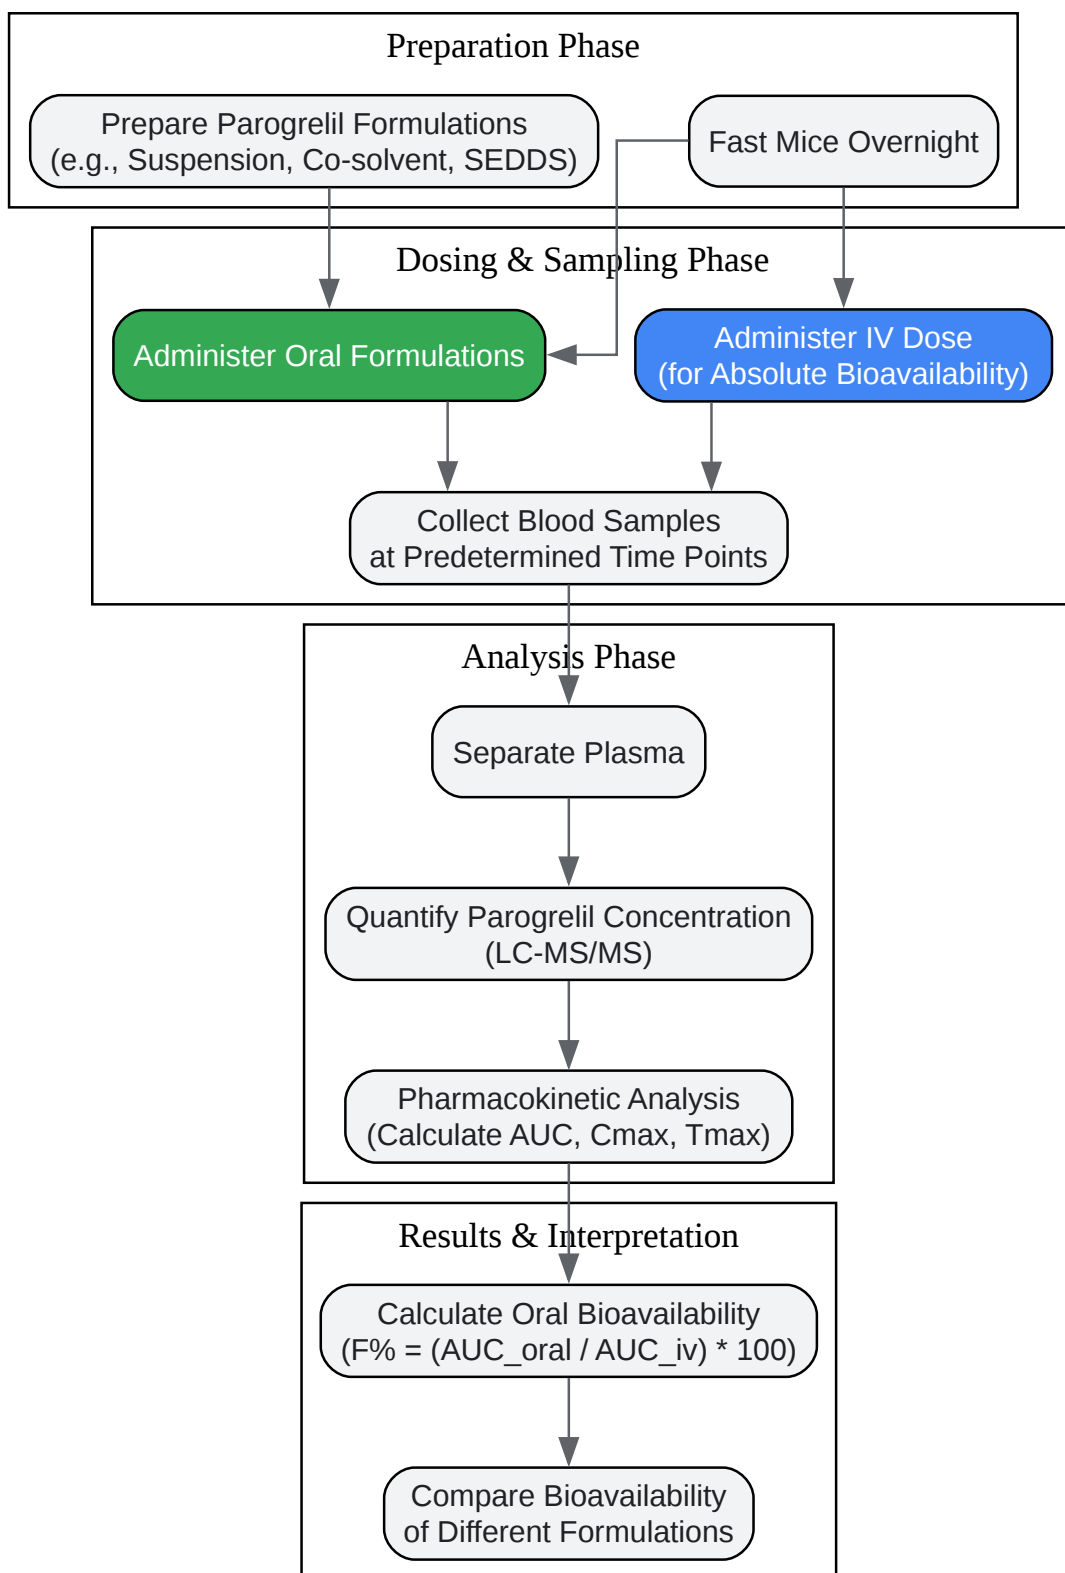 Preparation Phase
Prepare Parogrelil Formulations
(e.g., Suspension, Co-solvent, SEDDS)
Fast Mice Overnight
Dosing & Sampling Phase
Administer Oral Formulations
Administer IV Dose
(for Absolute Bioavailability)
Collect Blood Samples
at Predetermined Time Points
Analysis Phase
Separate Plasma
Quantify Parogrelil Concentration
(LC-MS/MS)
Pharmacokinetic Analysis
(Calculate AUC, Cmax, Tmax)
Results & Interpretation
Calculate Oral Bioavailability
(F% = (AUC_oral / AUC_iv) * 100)
Compare Bioavailability
of Different Formulations